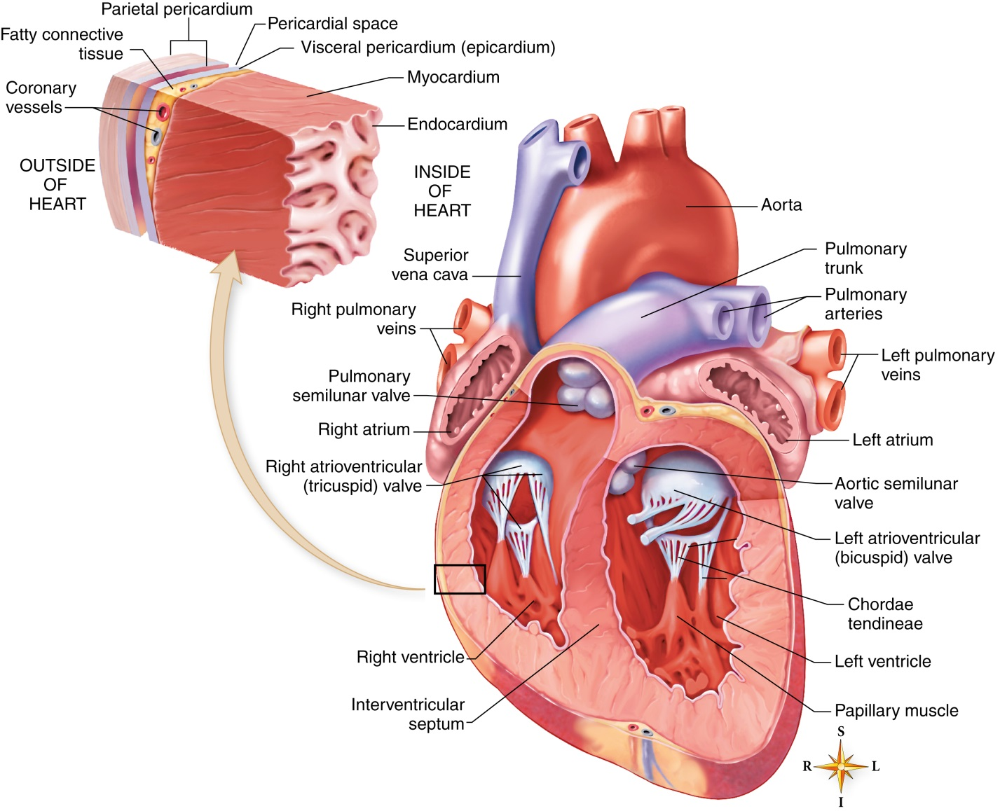 Parietal pericardium
Fatty connective
tissue
Pericardial space
Visceral pericardium (epicardium)
Myocardium
Coronary
vessels
Endocardium
OUTSIDE
OF
HEART
INSIDE
OF
HEART
Aorta
Superior
vena cava
Pulmonary
trunk
Pulmonary
arteries
Right pulmonary
veins
Left pulmonary
veins
Pulmonary
semilunar valve
Right atrium
Left atrium
Right atrioventricular
(tricuspid) valve
Aortic semilunar
valve
Left atrioventricular
(bicuspid) valve
Chordae
tendineae
Right ventricle
Left ventricle
Interventricular
septum
Papillary muscle
S
R
L
I